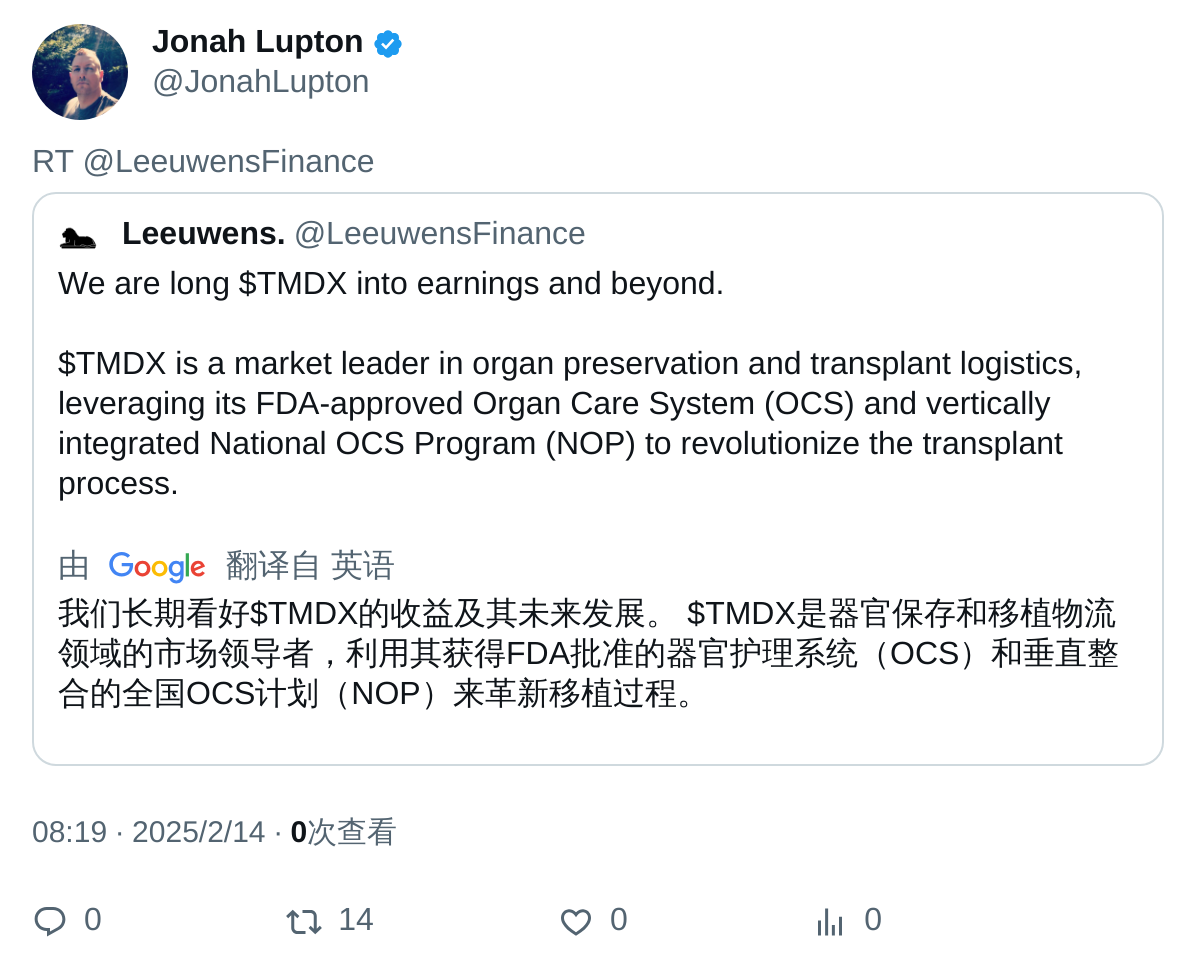 Jonah Lupton
@JonahLupton
RT @LeeuwensFinance
Leeuwens. @LeeuwensFinance
We are long $TMDX into earnings and beyond.
$TMDX is a market leader in organ preservation and transplant logistics,
leveraging its FDA-approved Organ Care System (OCS) and vertically
integrated National OCS Program (NOP) to revolutionize the transplant
process.
由 Google 翻译自 英语
我们长期看好$TMDX的收益及其未来发展。 $TMDX是器官保存和移植物流
领域的市场领导者，利用其获得FDA批准的器官护理系统（OCS）和垂直整
合的全国OCS计划（NOP）来革新移植过程。
08:19 · 2025/2/14 · 0次查看
0 14 0 0